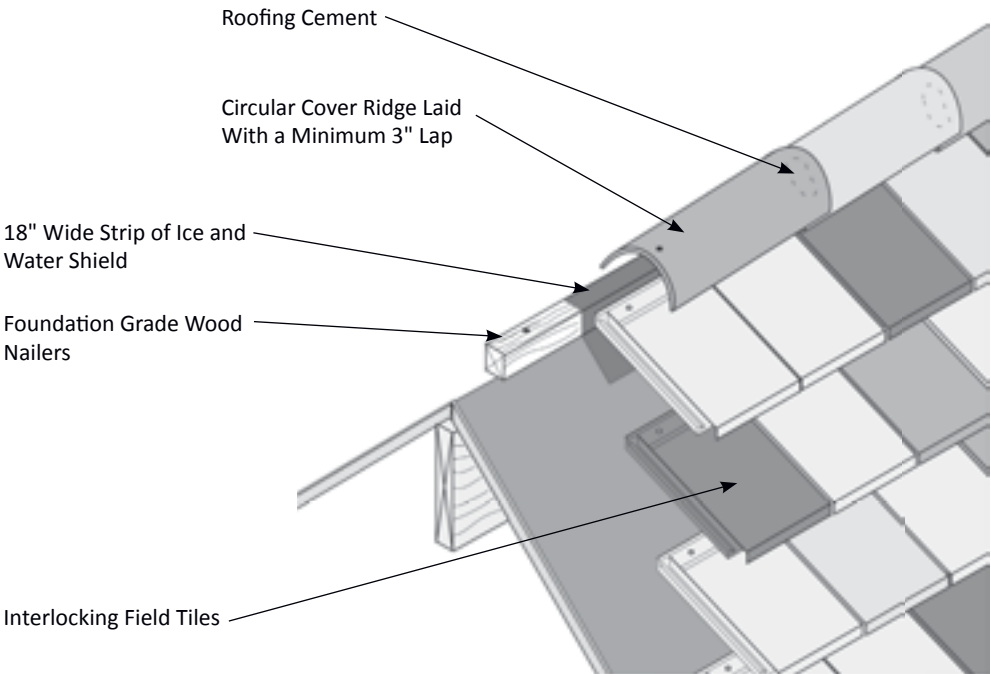 Roofing Cement
Circular Cover Ridge Laid
With a Minimum 3" Lap
18" Wide Strip of Ice and
Water Shield
Foundation Grade Wood
Nailers
Interlocking Field Tiles